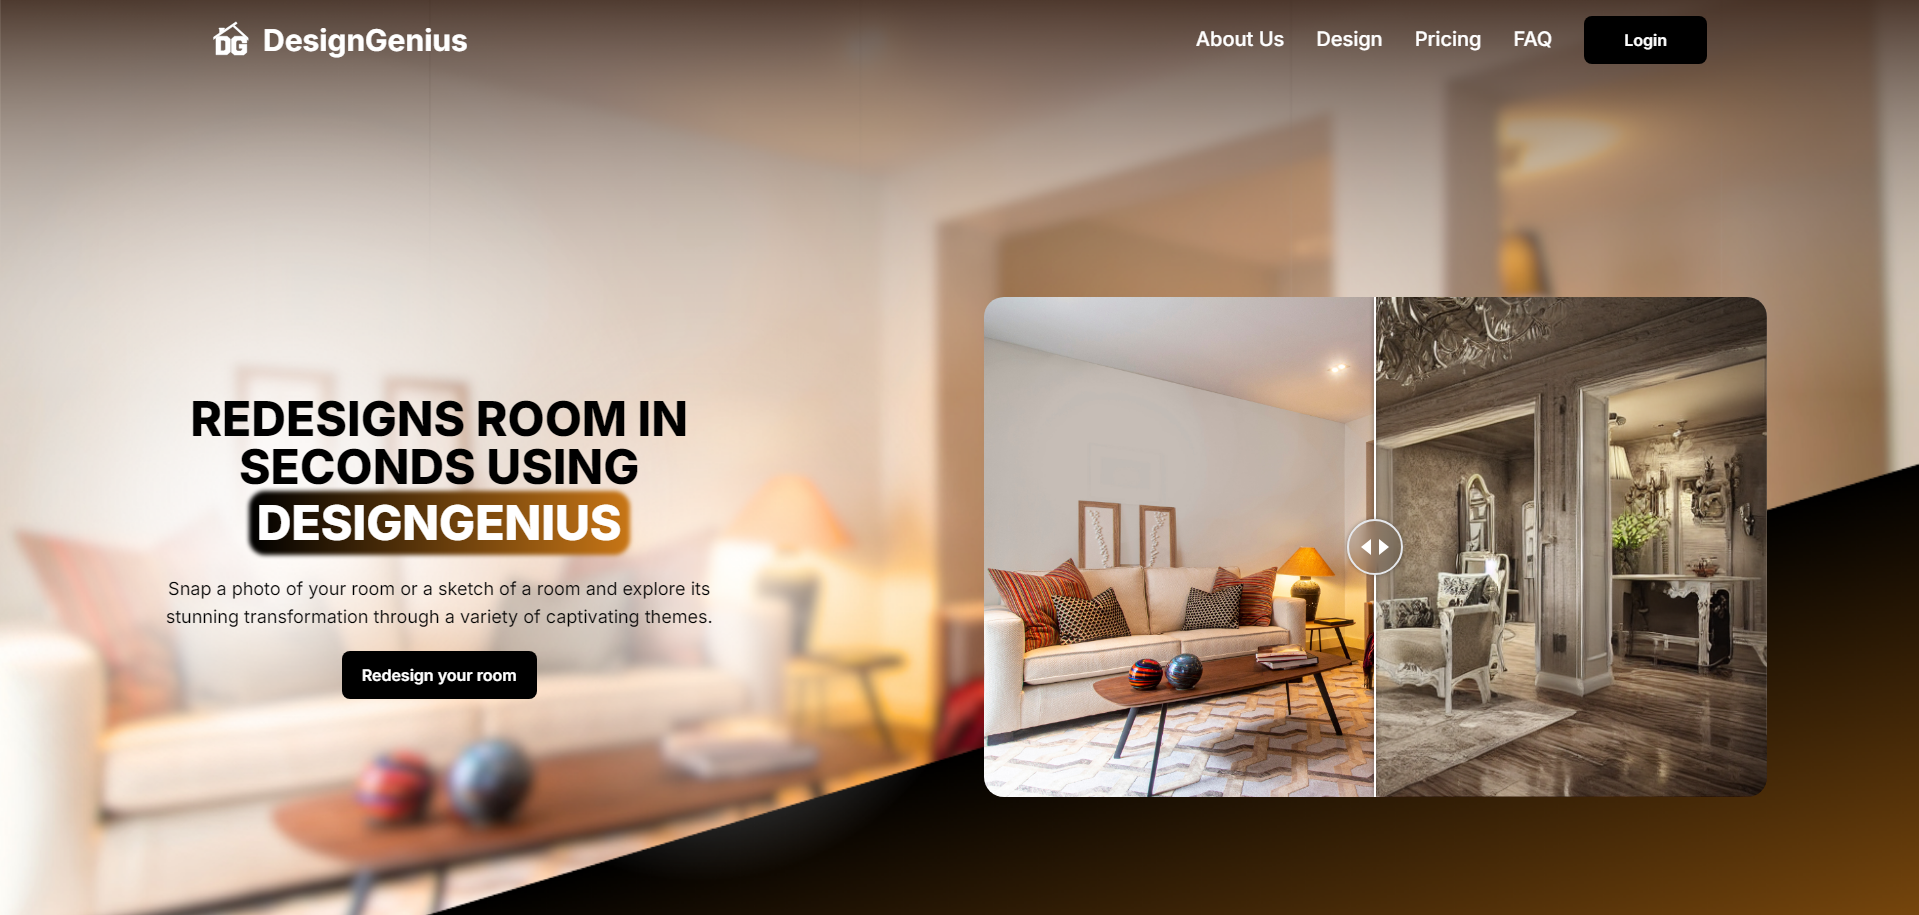 DG DesignGenius
About Us
Design
Pricing
FAQ
Login
REDESIGNS ROOM IN
SECONDS USING
DESIGNGENIUS
Snap a photo of your room or a sketch of a room and explore its
stunning transformation through a variety of captivating themes.
Redesign your room